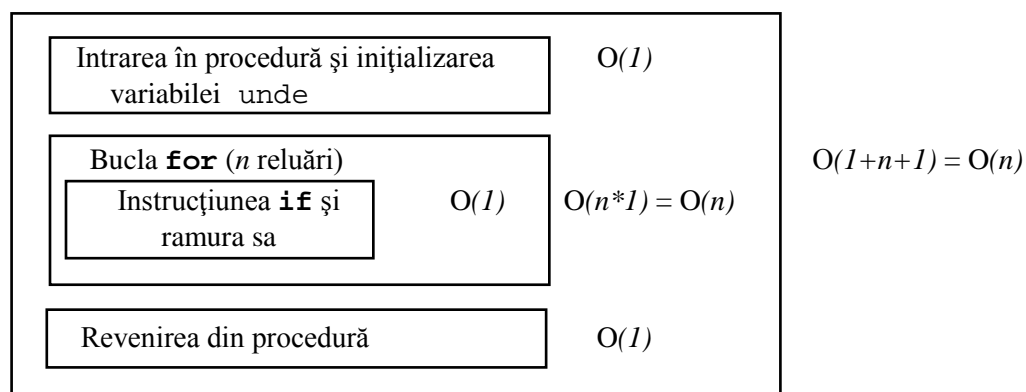 Intrarea în procedură şi iniţializarea O(1)
variabilei unde
Bucla for (n reluări) O(1+n+1) = O(n)
Instrucţiunea if şi O(1) O(n*1) = O(n)
ramura sa
Revenirea din procedură O(1)